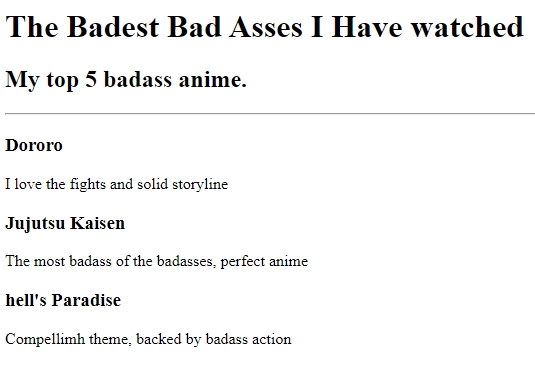 The Badest Bad Asses I Have watched
My top 5 badass anime.
Dororo
I love the fights and solid storyline
Jujutsu Kaisen
The most badass of the badasses, perfect anime
hell's Paradise
Compellimh theme, backed by badass action